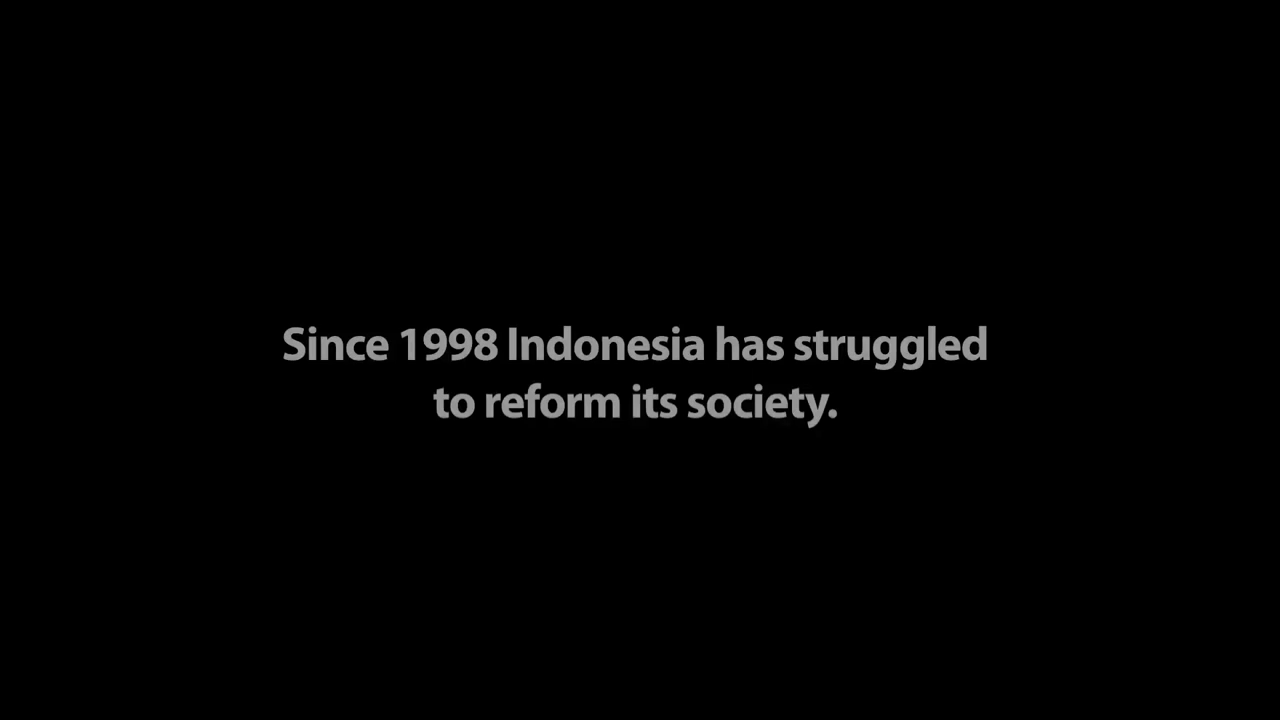 Since 1998 Indonesia has struggled
to reform its society.